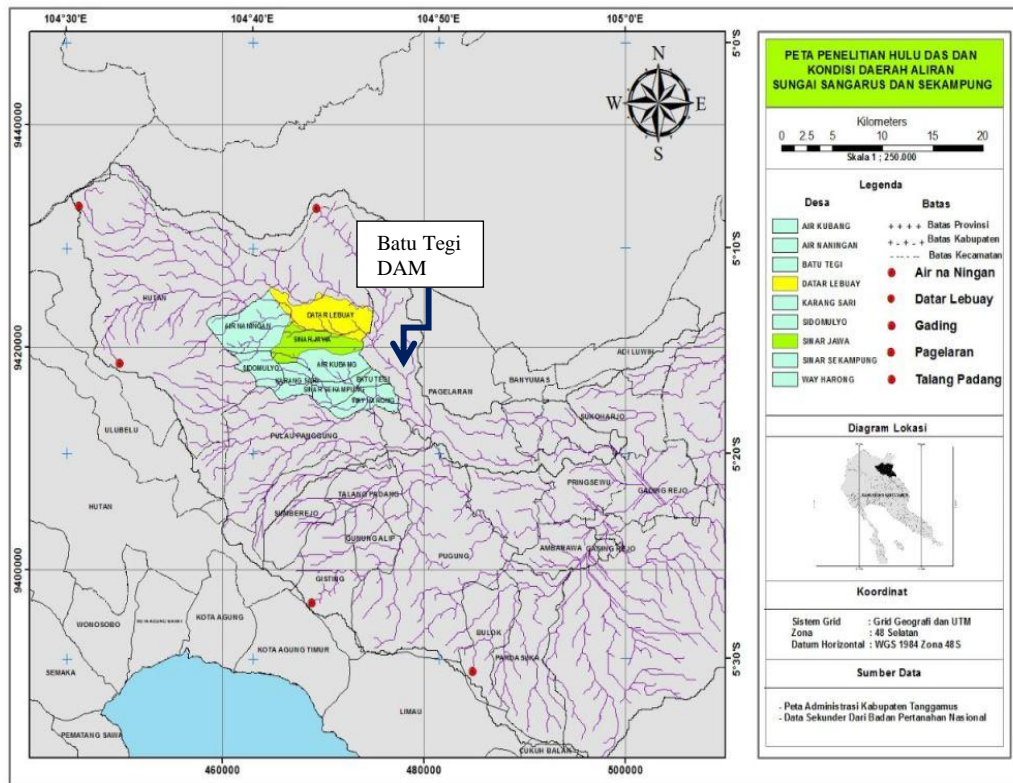 104°30'E 104°40'E 104°50'E 105°0'E
5°0'S
5°10'S
5°20'S
5°30'S
9440000
9420000
9400000
460000 480000 500000
N
W E
S
Batu Tegi
DAM
HUTAN
DATAR LEBUAY
AIR NANINGAN
SINAR JAWA
AIR KUBANG
SIDOMULYO
KARANG SARI
BATU TEGI
SINAR SEKAMPUNG
WAY HARONG
PAGELARAN
BANYUMAS
ADI LUWIH
SUKOHARJO
ULUBELU
PULAU PANGGUNG
HUTAN
TALANG PADANG
SUMBEREJO
GUNUNG ALIP
PRINGSEWU
GADING REJO
PUGUNG
AMBARAWA
GADING REJO
GISTING
WONOSOBO
KOTA AGUNG
KOTA AGUNG TIMUR
BULOK
PARDASUKA
SEMAKA
LIMAU
PEMATANG SAWA
CUKUH BALAK
PETA PENELITIAN HULU DAS DAN
KONDISI DAERAH ALIRAN
SUNGAI SANGARUS DAN SEKAMPUNG
Kilometers
0 2.5 5 10 15 20
Skala 1 ; 250.000
Legenda
Desa
AIR KUBANG
AIR NANINGAN
BATU TEGI
DATAR LEBUAY
KARANG SARI
SIDOMULYO
SINAR JAWA
SINAR SEKAMPUNG
WAY HARONG
Batas
Batas Provinsi
Batas Kabupaten
Batas Kecamatan
Air na Ningan
Datar Lebuay
Gading
Pagelaran
Talang Padang
Diagram Lokasi
Koordinat
Sistem Grid : Grid Geografi dan UTM
Zona : 48 Selatan
Datum Horizontal : WGS 1984 Zona 48S
Sumber Data
- Peta Administrasi Kabupaten Tanggamus
- Data Sekunder Dari Badan Pertanahan Nasional